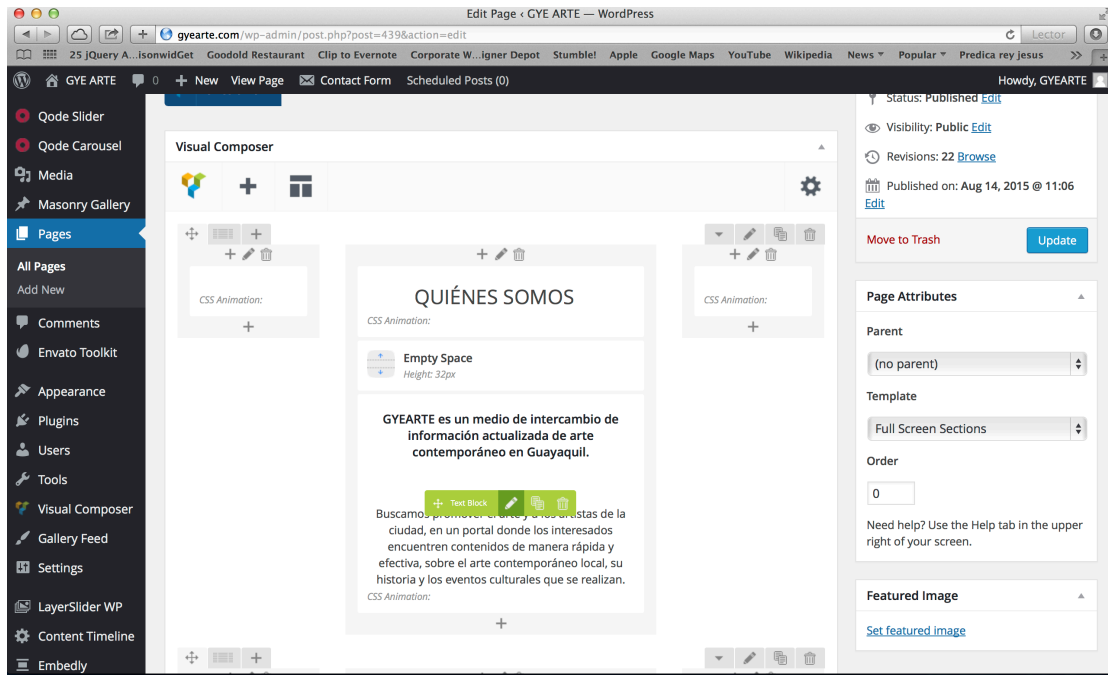 Edit Page ‹ GYE ARTE — WordPress
gyearte.com/wp-admin/post.php?post=439&action=edit
Lector
25 jQuery A...isonwidGet Goodold Restaurant Clip to Evernote Corporate W...igner Depot Stumble! Apple Google Maps YouTube Wikipedia News Popular Predica rey jesus >>
GYE ARTE 0 + New View Page Contact Form Scheduled Posts (0) Howdy, GYEARTE
Qode Slider
Qode Carousel
Media
Masonry Gallery
Pages
All Pages
Add New
Comments
Envato Toolkit
Appearance
Plugins
Users
Tools
Visual Composer
Gallery Feed
Settings
LayerSlider WP
Content Timeline
Embedly
Visual Composer
CSS Animation:
QUIÉNES SOMOS
CSS Animation:
Empty Space
Height: 32px
GYEARTE es un medio de intercambio de
información actualizada de arte
contemporáneo en Guayaquil.
Text Block
Buscamos promover el arte y a los artistas de la
ciudad, en un portal donde los interesados
encuentren contenidos de manera rápida y
efectiva, sobre el arte contemporáneo local, su
historia y los eventos culturales que se realizan.
CSS Animation:
CSS Animation:
Status: Published Edit
Visibility: Public Edit
Revisions: 22 Browse
Published on: Aug 14, 2015 @ 11:06
Edit
Move to Trash
Update
Page Attributes
Parent
(no parent)
Template
Full Screen Sections
Order
0
Need help? Use the Help tab in the upper
right of your screen.
Featured Image
Set featured image